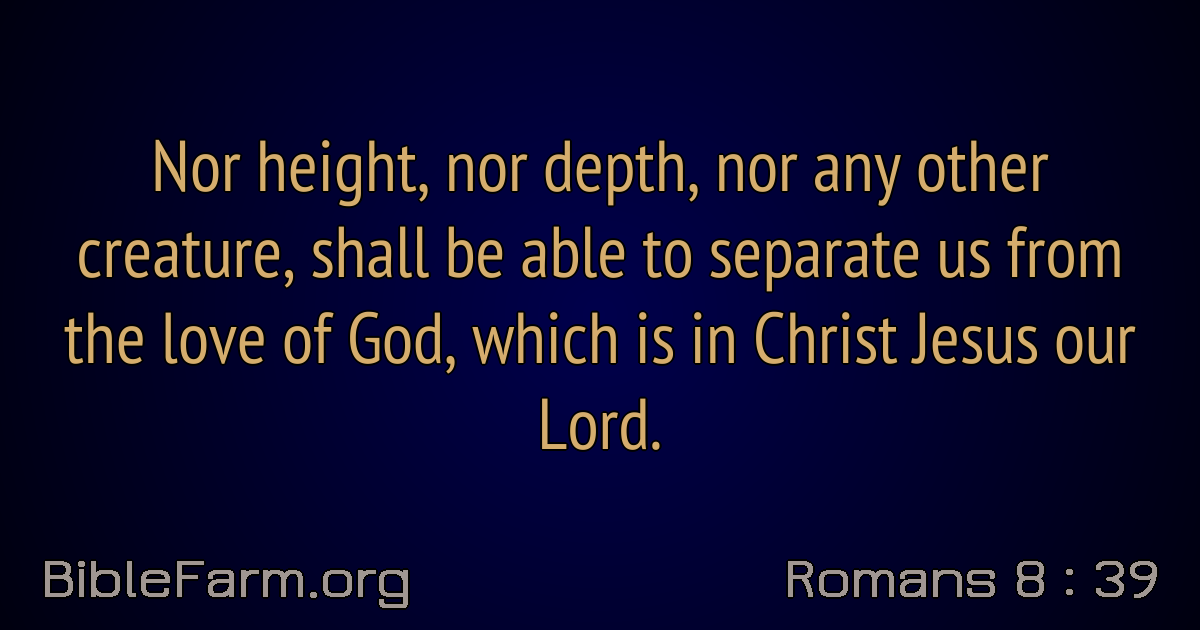 Nor height, nor depth, nor any other
creature, shall be able to separate us from
the love of God, which is in Christ Jesus our
Lord.
BibleFarm.org
Romans 8 : 39